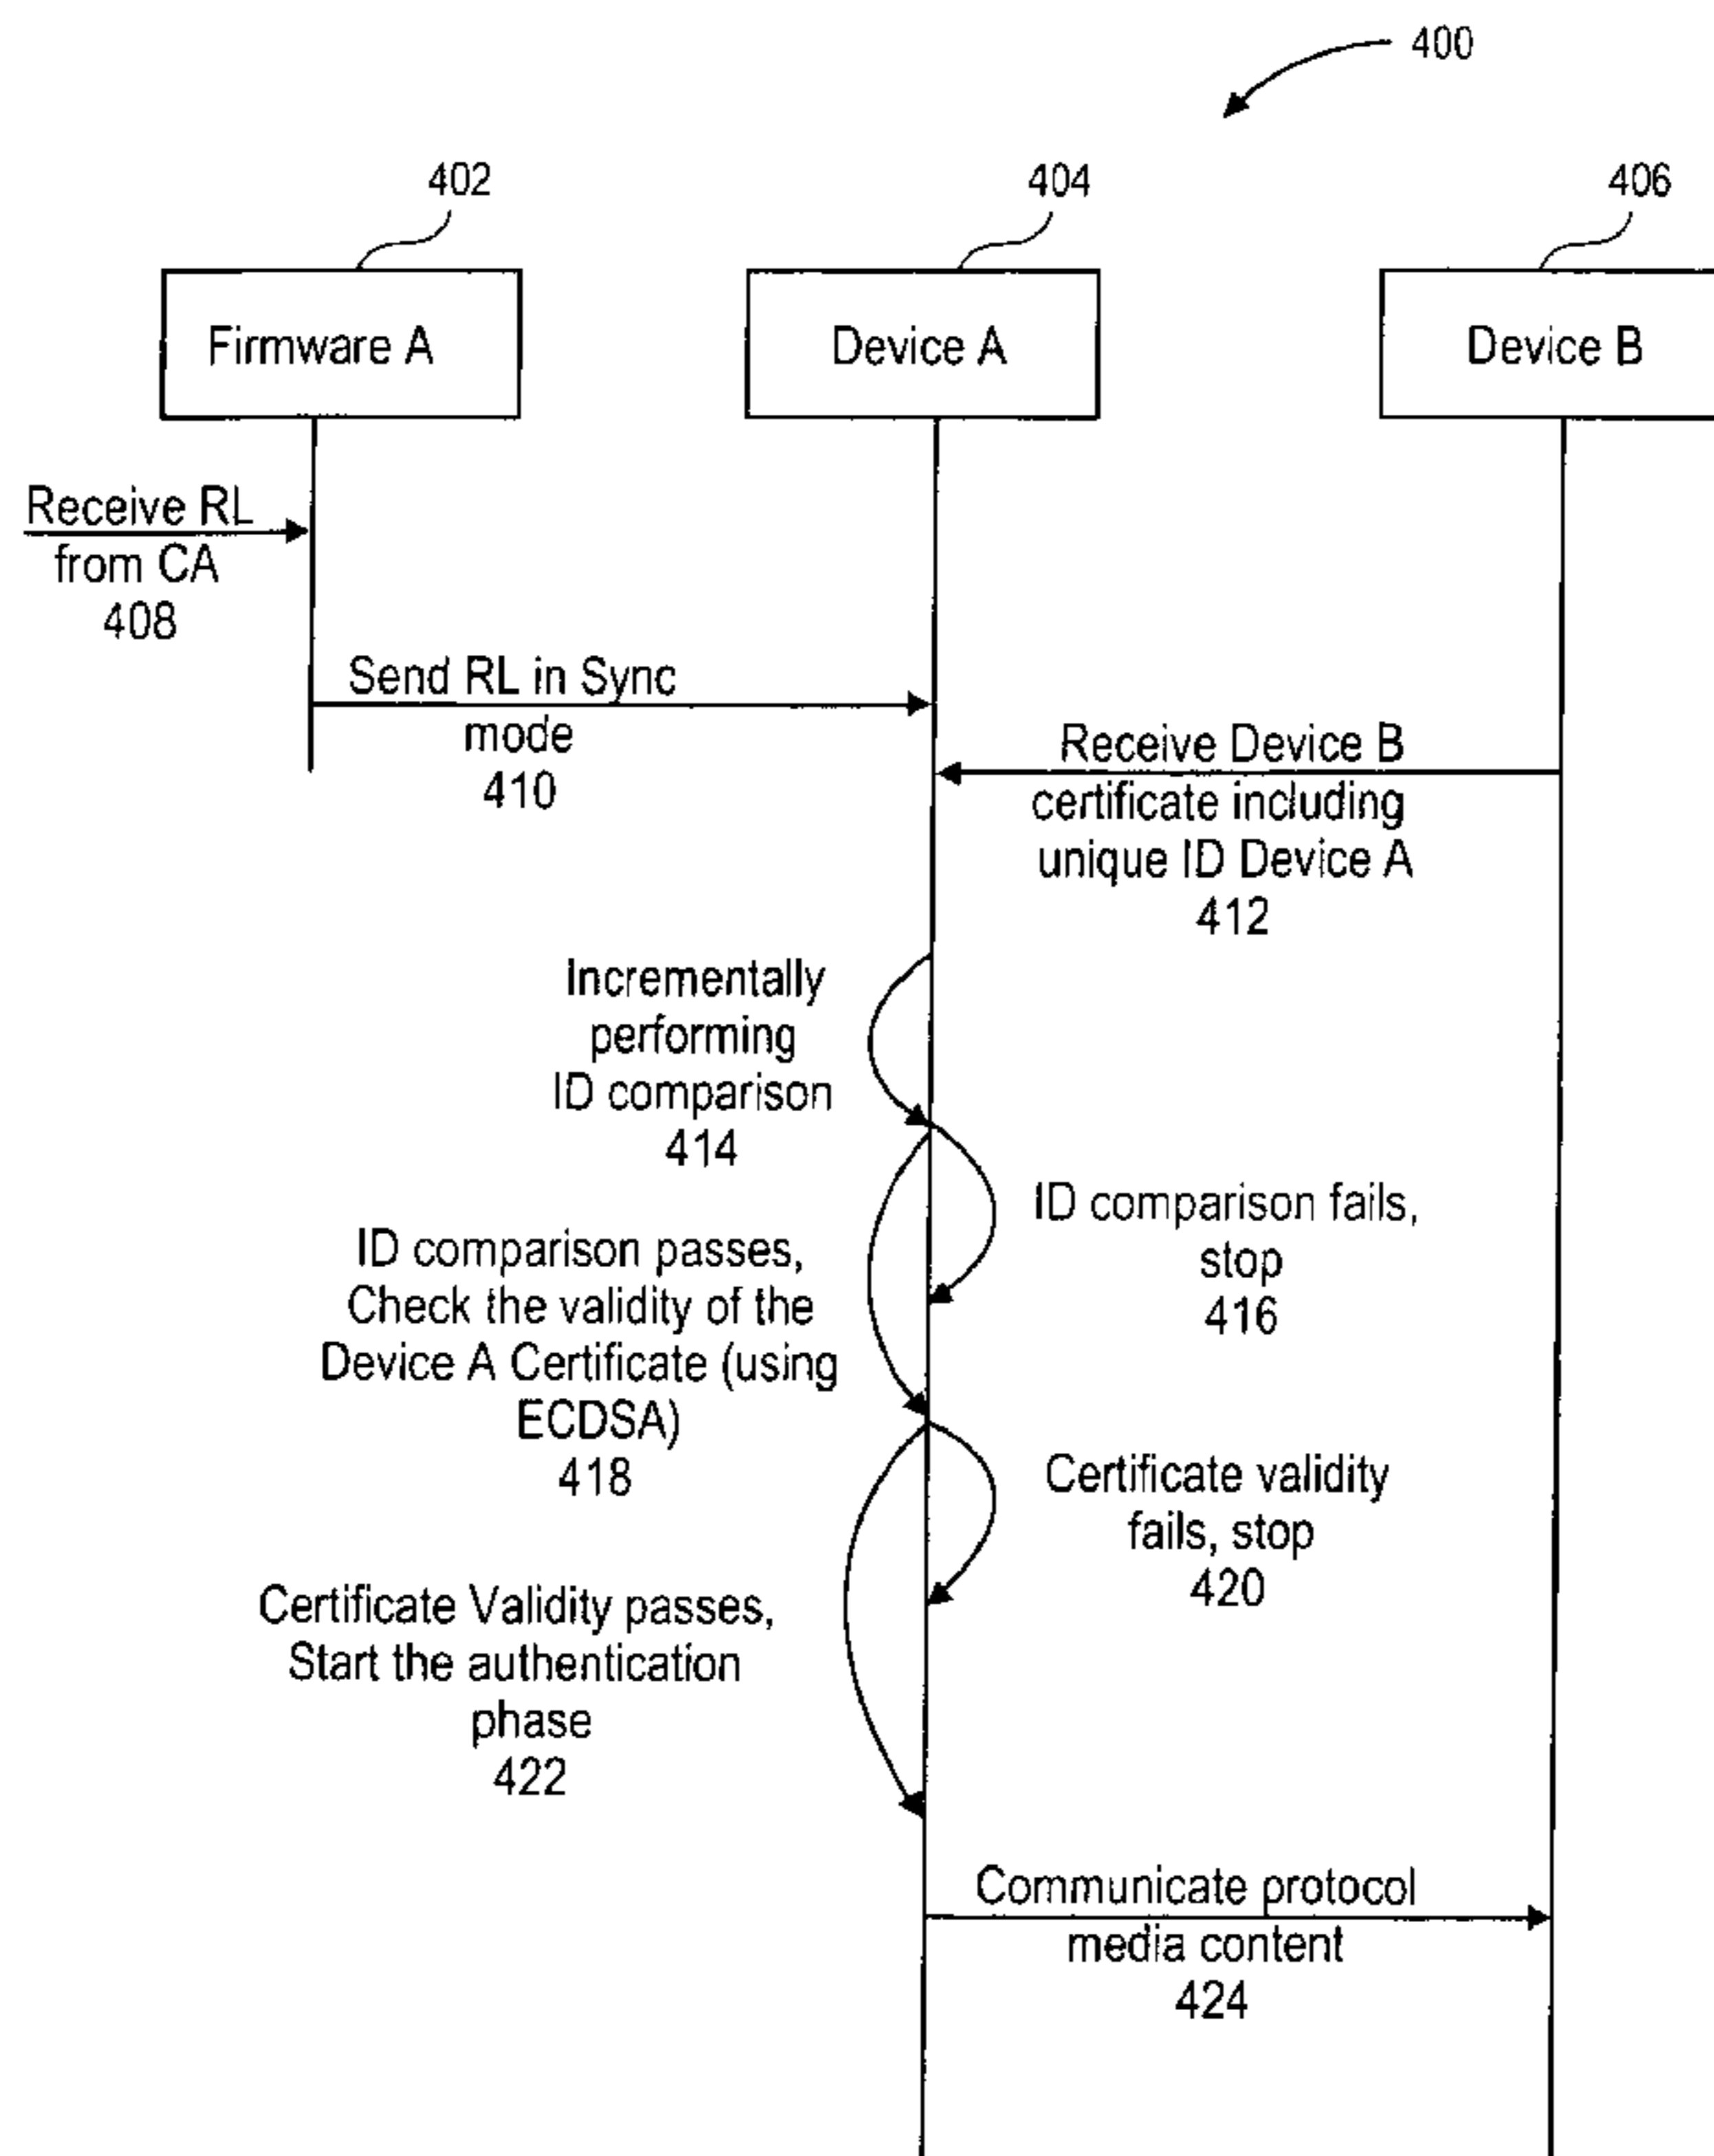 400
402
404
406
Firmware A
Device A
Device B
Receive RL
from CA
408
Send RL in Sync
mode
410
Receive Device B
certificate including
unique ID Device A
412
Incrementally
performing
ID comparison
414
ID comparison fails,
stop
416
ID comparison passes,
Check the validity of the
Device A Certificate (using
ECDSA)
418
Certificate validity
fails, stop
420
Certificate Validity passes,
Start the authentication
phase
422
Communicate protocol
media content
424